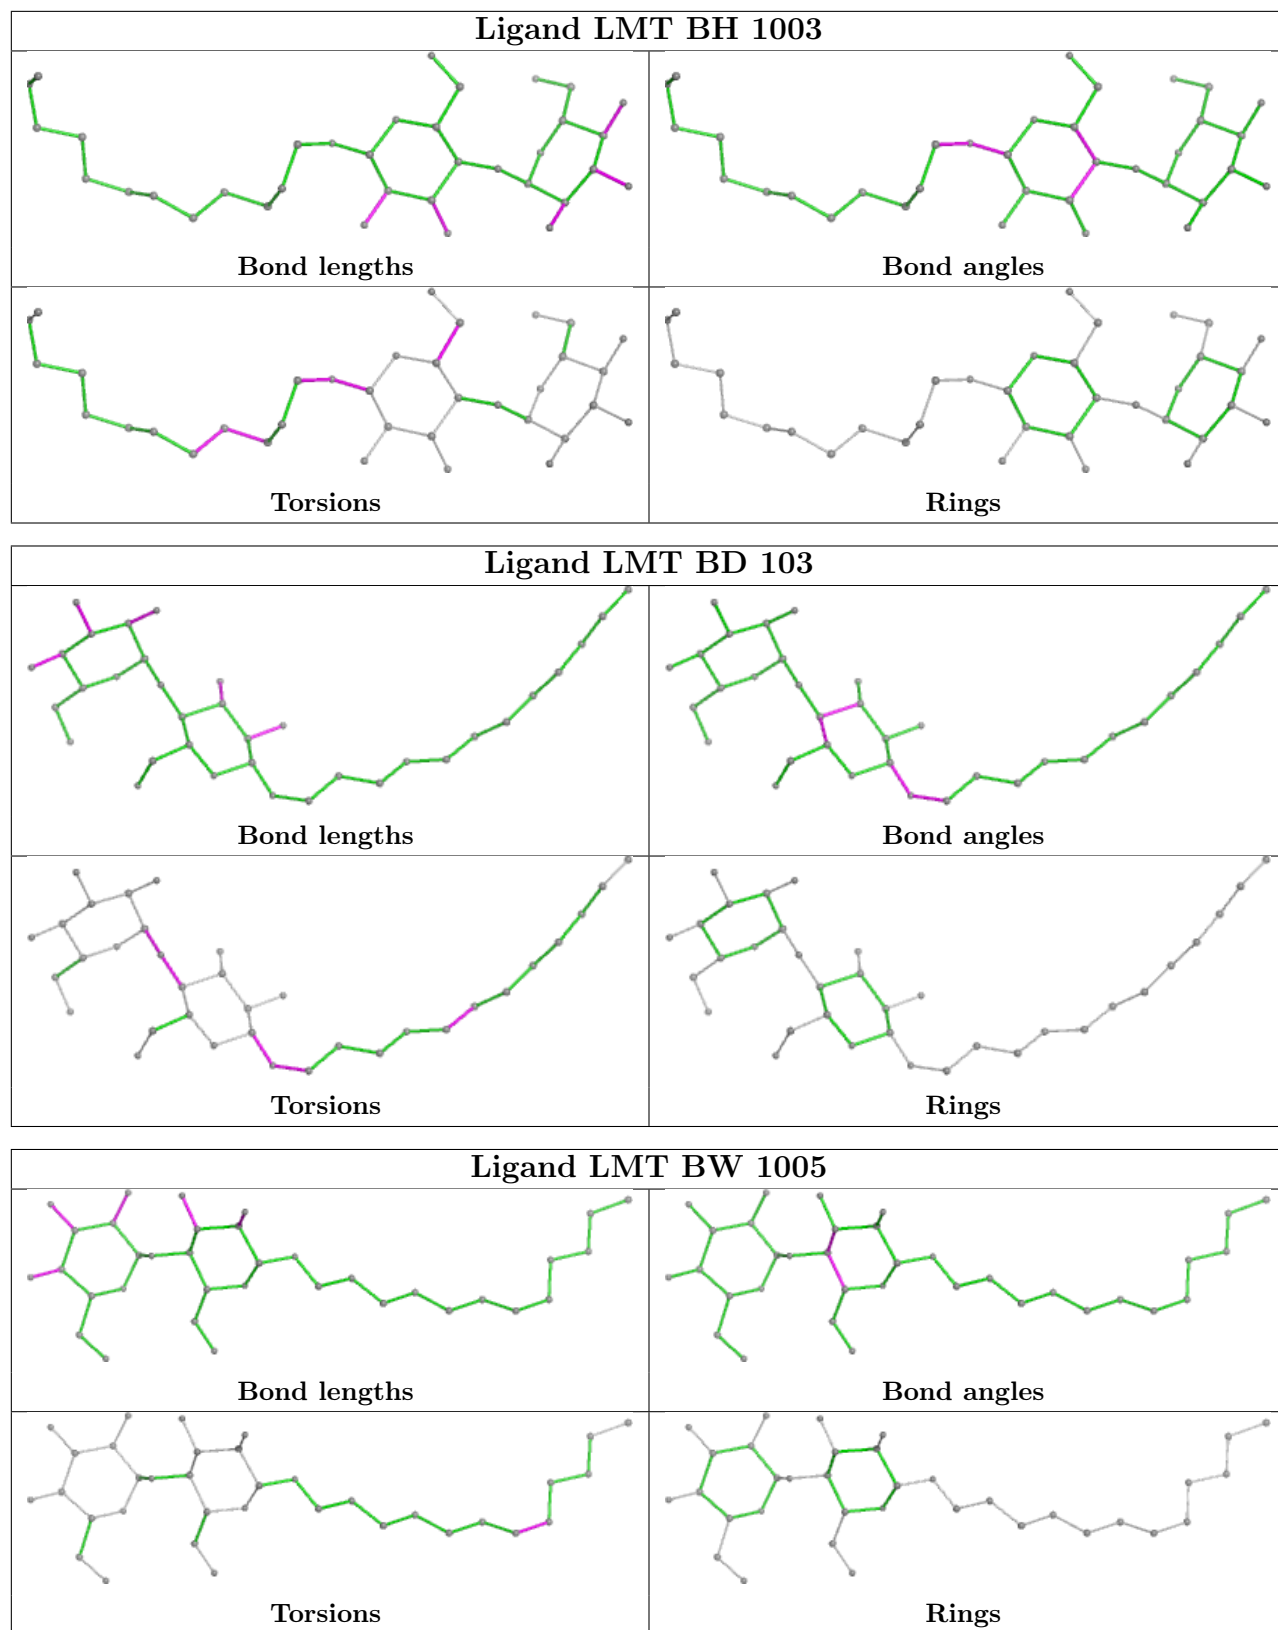 Ligand LMT BH 1003
Bond lengths
Bond angles
Torsions
Rings
Ligand LMT BD 103
Bond lengths
Bond angles
Torsions
Rings
Ligand LMT BW 1005
Bond lengths
Bond angles
Torsions
Rings